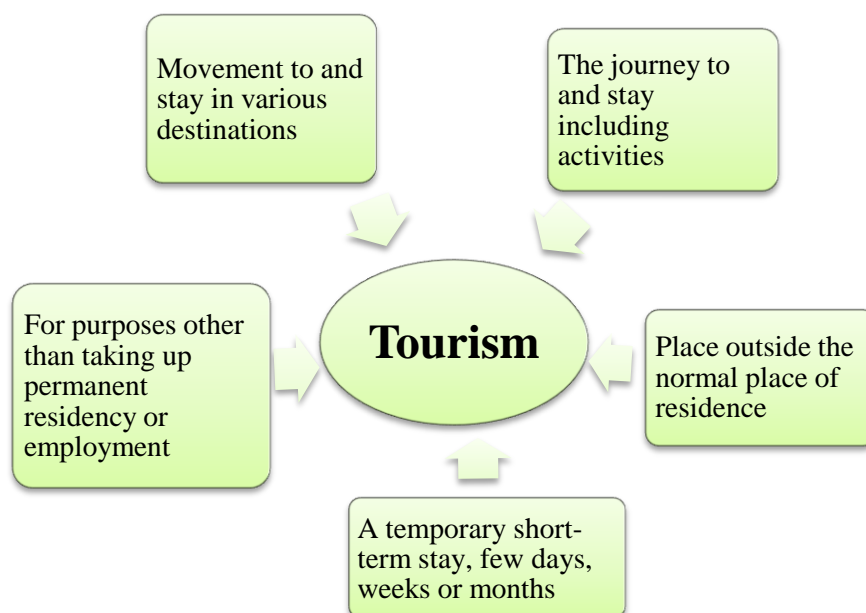 Movement to and
stay in various
destinations
The journey to
and stay
including
activities
For purposes other
than taking up
permanent
residency or
employment
Tourism
Place outside the
normal place of
residence
A temporary short-
term stay, few days,
weeks or months